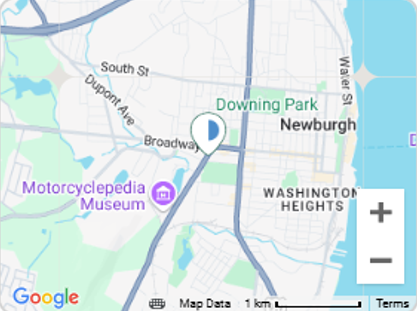 South St
Dupont Ave
Water St
Downing Park
Newburgh
Broadway
D
Motorcyclepedia
Museum
WASHINGTON
HEIGHTS
+
−
Google
Map Data
1 km
Terms